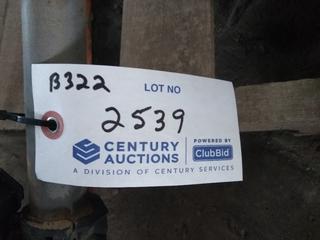 B322
LOT NO
2539
CENTURY AUCTIONS
POWERED BY
ClubBid
A DIVISION OF CENTURY SERVICES